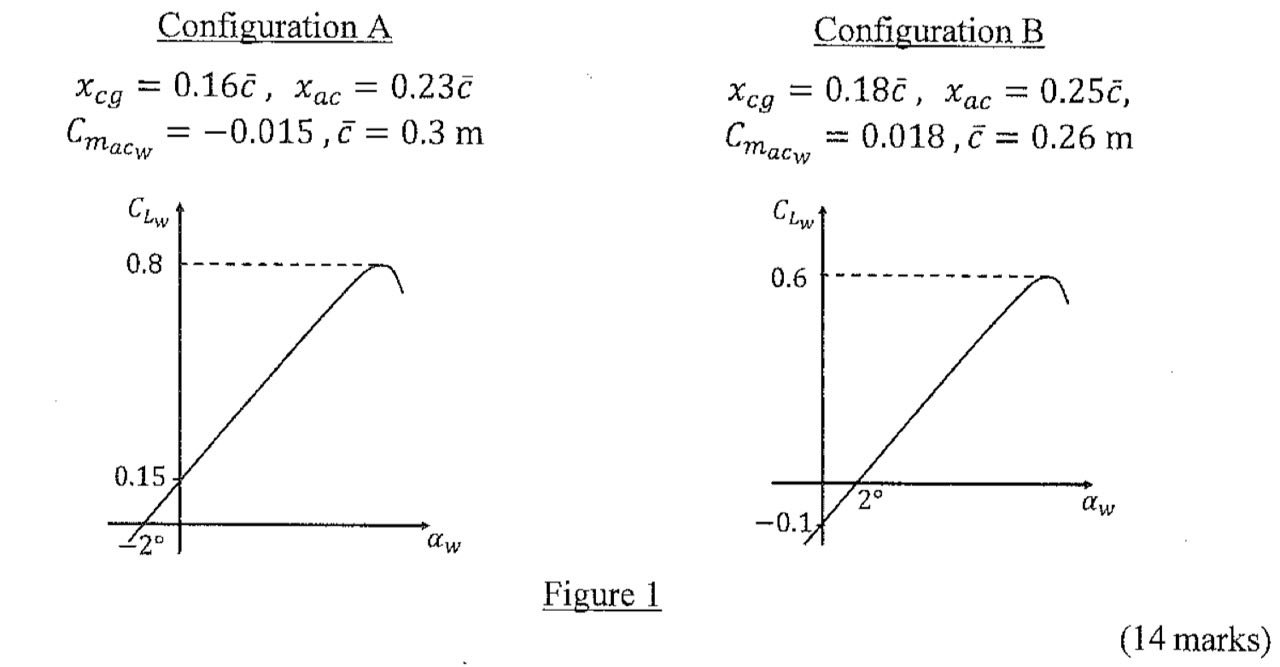 Configuration A
x_cg = 0.16c̄ , x_ac = 0.23c̄
C_m_ac_w = −0.015 , c̄ = 0.3 m
C_L_w
0.8
0.15
−2°
α_w
Configuration B
x_cg = 0.18c̄ , x_ac = 0.25c̄,
C_m_ac_w = 0.018 , c̄ = 0.26 m
C_L_w
0.6
−0.1
2°
α_w
Figure 1
(14 marks)